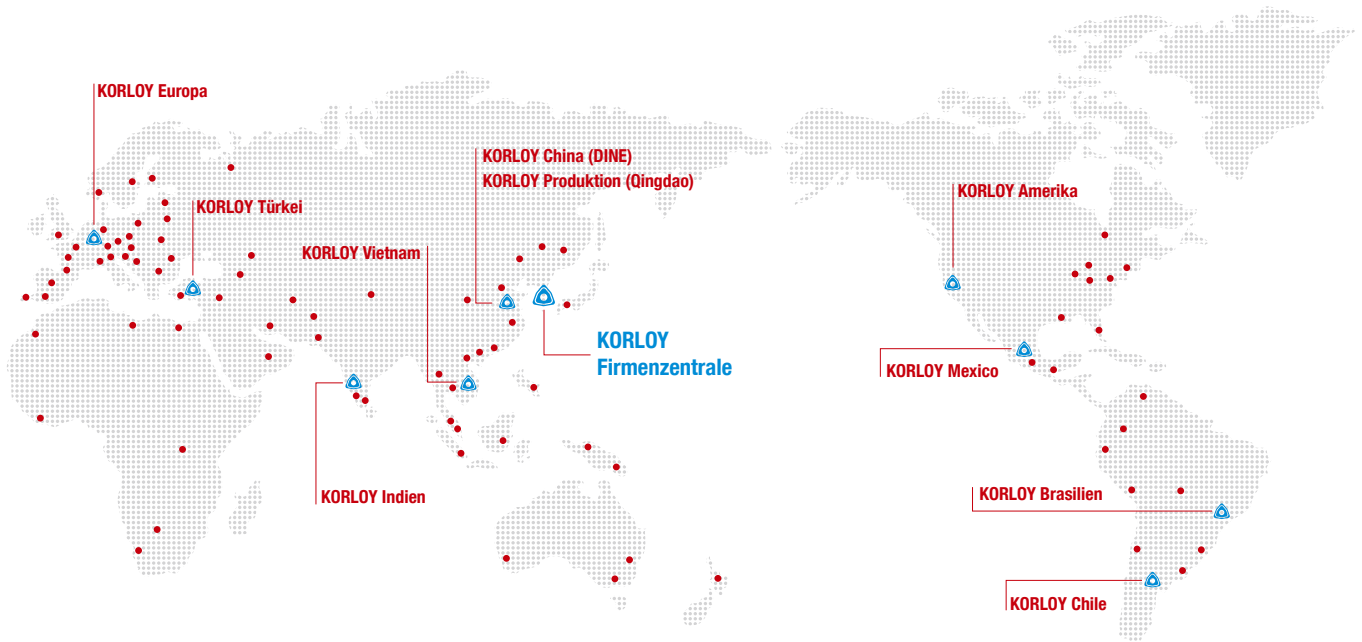 KORLOY Europa
KORLOY China (DINE)
KORLOY Produktion (Qingdao)
KORLOY Amerika
KORLOY Türkei
KORLOY Vietnam
KORLOY
Firmenzentrale
KORLOY Mexico
KORLOY Indien
KORLOY Brasilien
KORLOY Chile